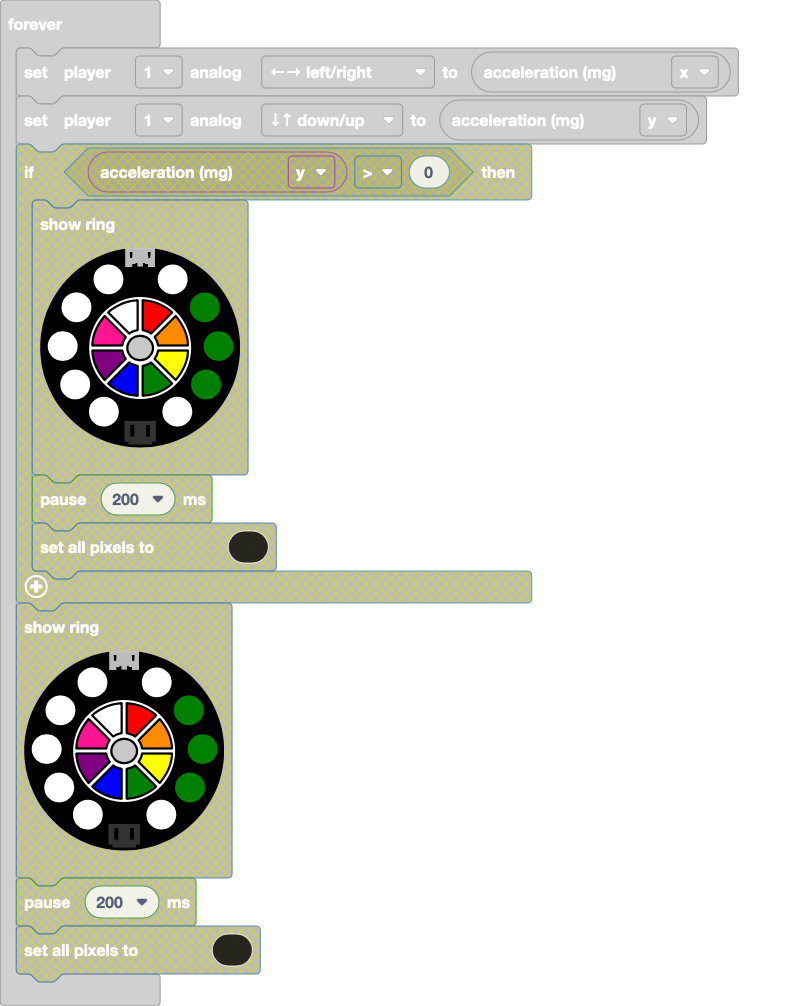 forever
set player 1 analog ←→ left/right to acceleration (mg) x
set player 1 analog ↓↑ down/up to acceleration (mg) y
if acceleration (mg) y > 0 then
show ring
pause 200 ms
set all pixels to
show ring
pause 200 ms
set all pixels to